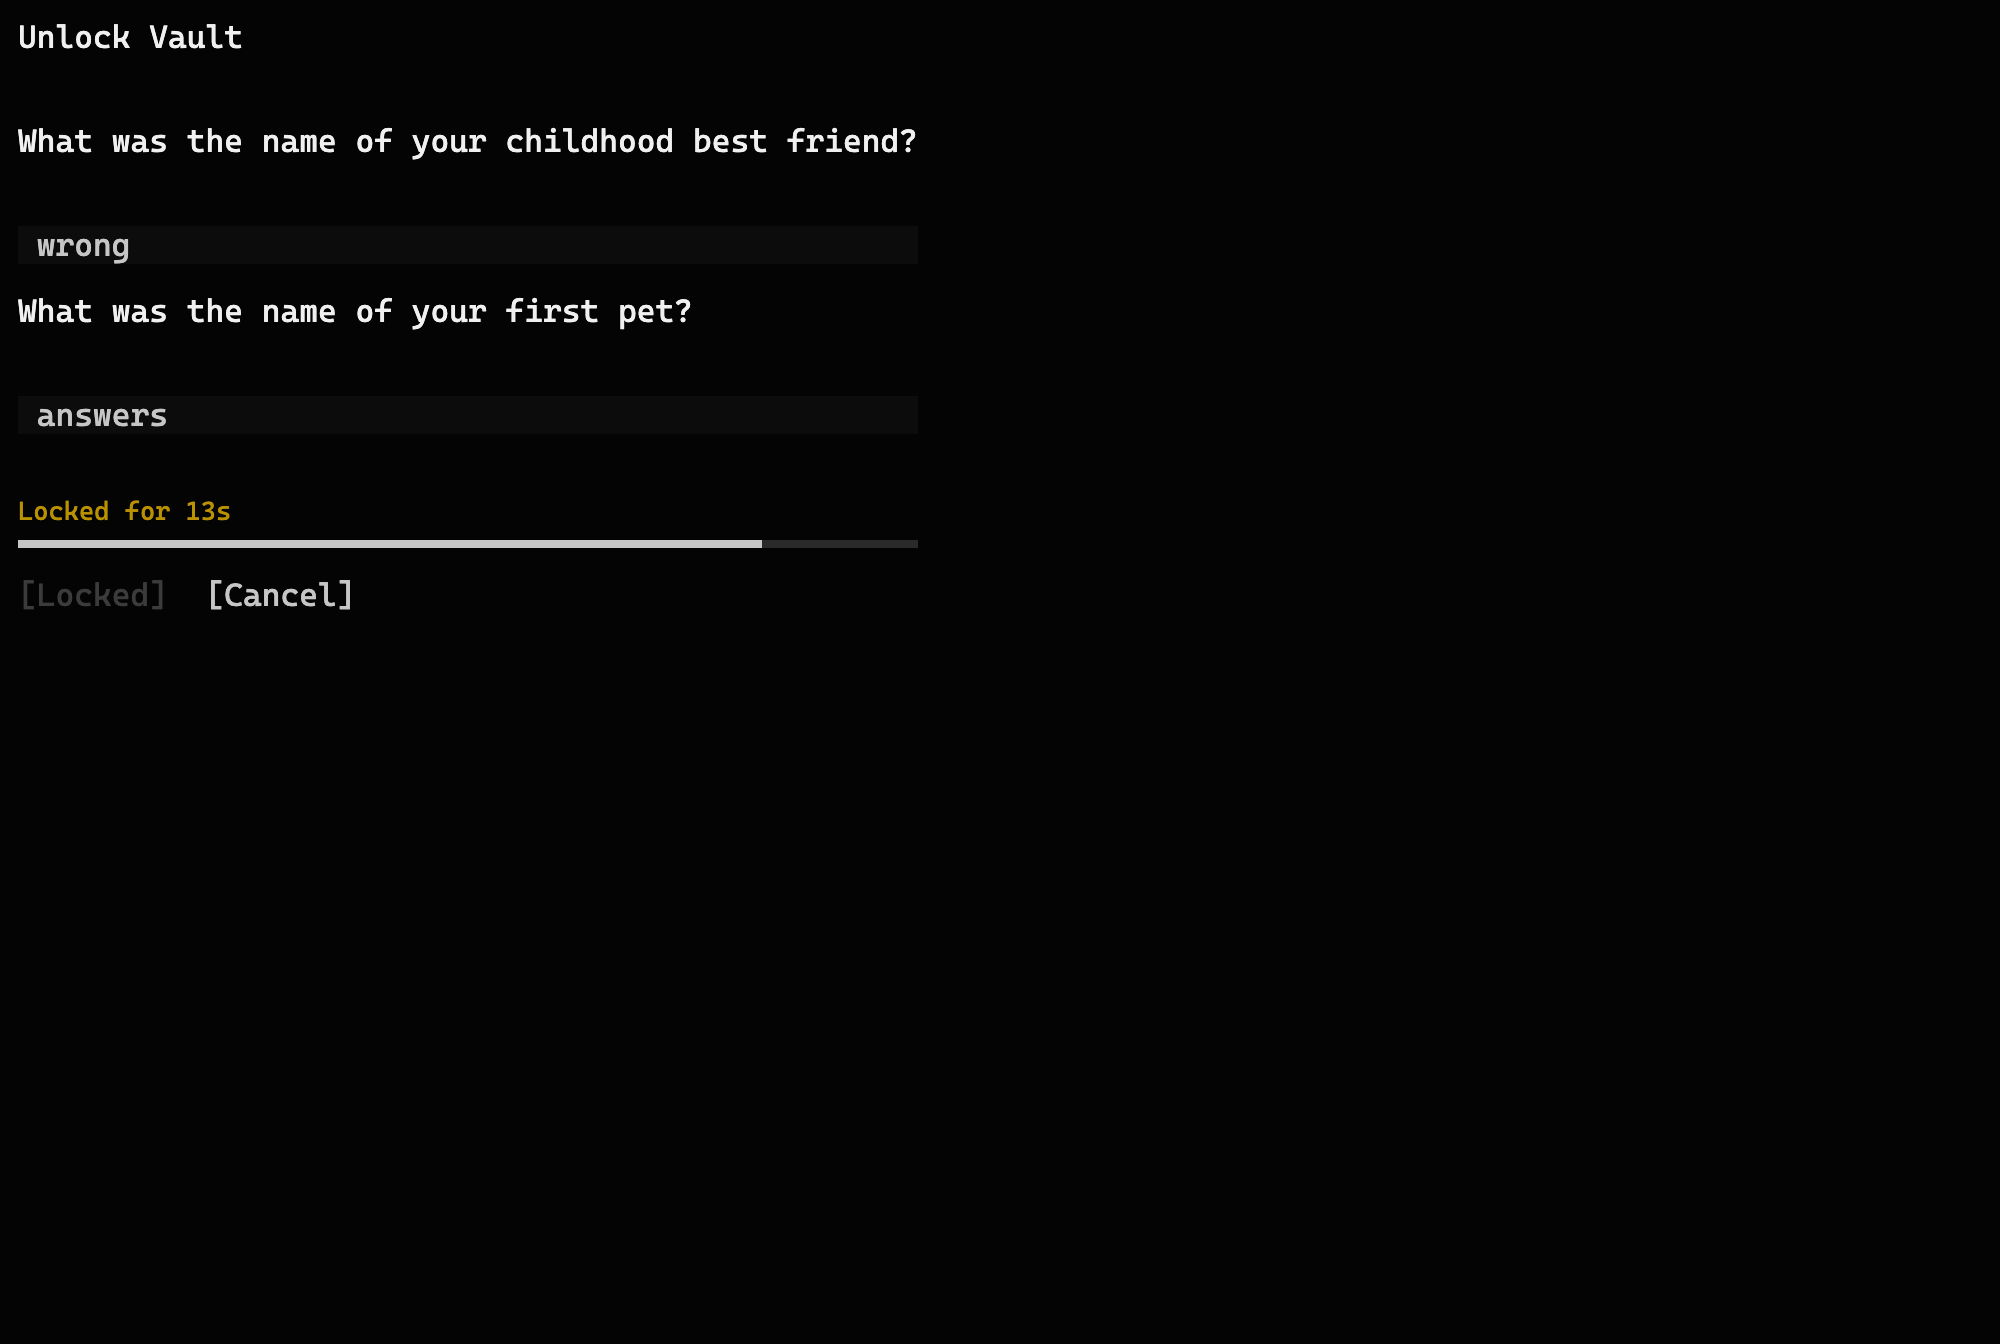 Unlock Vault
What was the name of your childhood best friend?
wrong
What was the name of your first pet?
answers
Locked for 13s
[Locked] [Cancel]